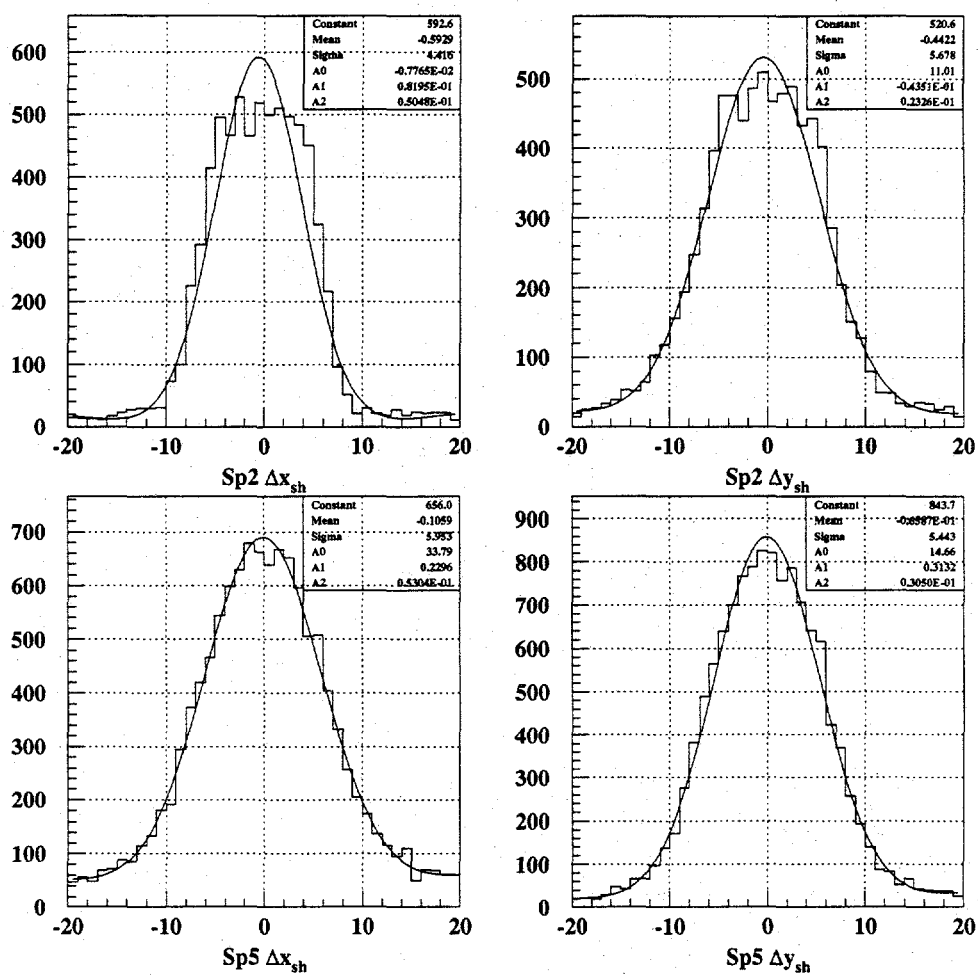 Constant 592.6
Mean -0.5929
Sigma 4.416
A0 -0.7765E-02
A1 0.8195E-01
A2 0.5048E-01
600
500
400
300
200
100
0
-20 -10 0 10 20
Sp2 Δx_sh
Constant 520.6
Mean -0.4422
Sigma 5.678
A0 11.01
A1 -0.4351E-01
A2 0.2326E-01
500
400
300
200
100
0
-20 -10 0 10 20
Sp2 Δy_sh
Constant 656.0
Mean -0.1059
Sigma 5.953
A0 33.79
A1 0.2296
A2 0.5304E-01
700
600
500
400
300
200
100
0
-20 -10 0 10 20
Sp5 Δx_sh
Constant 843.7
Mean -0.6587E-01
Sigma 5.443
A0 14.66
A1 0.3132
A2 0.3050E-01
900
800
700
600
500
400
300
200
100
0
-20 -10 0 10 20
Sp5 Δy_sh